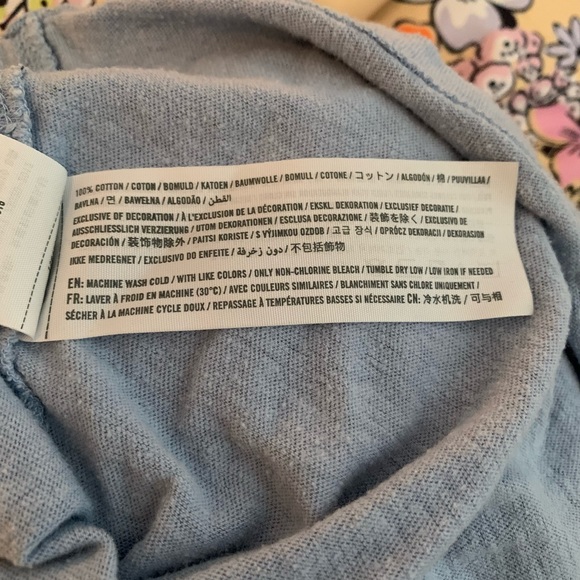 100% COTTON / COTON / BOMULD / KATOEN / BAUMWOLLE / BOMULL / COTONE / コットン / ALGODÓN / 棉 / PUUVILLAA /
BAVLNA / 면 / BAWEŁNA / ALGODÃO / القطن
EXCLUSIVE OF DECORATION / À L'EXCLUSION DE LA DÉCORATION / EKSKL. DEKORATION / EXCLUSIEF DECORATIE /
AUSSCHLIESSLICH VERZIERUNG / UTOM DEKORATIONEN / ESCLUSA DECORAZIONE / 装飾を除く / EXCLUSIVO DE
DECORACIÓN / 装饰物除外 / PAITSI KORISTE / S VÝJIMKOU OZDOB / 고급 장식 / OPRÓCZ DEKORACJI / DEKORASJON
IKKE MEDREGNET / EXCLUSIVO DO ENFEITE / دون زخرفة / 不包括飾物
EN: MACHINE WASH COLD / WITH LIKE COLORS / ONLY NON-CHLORINE BLEACH / TUMBLE DRY LOW / LOW IRON IF NEEDED
FR: LAVER À FROID EN MACHINE (30°C) / AVEC COULEURS SIMILAIRES / BLANCHIMENT SANS CHLORE UNIQUEMENT /
SÉCHER À LA MACHINE CYCLE DOUX / REPASSAGE À TEMPÉRATURES BASSES SI NÉCESSAIRE CN: 冷水机洗 / 可与相